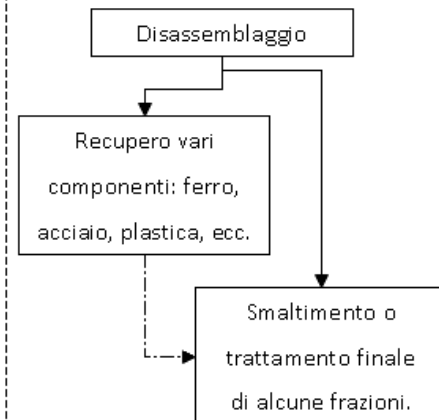 Disassemblaggio
Recupero vari
componenti: ferro,
acciaio, plastica, ecc.
Smaltimento o
trattamento finale
di alcune frazioni.